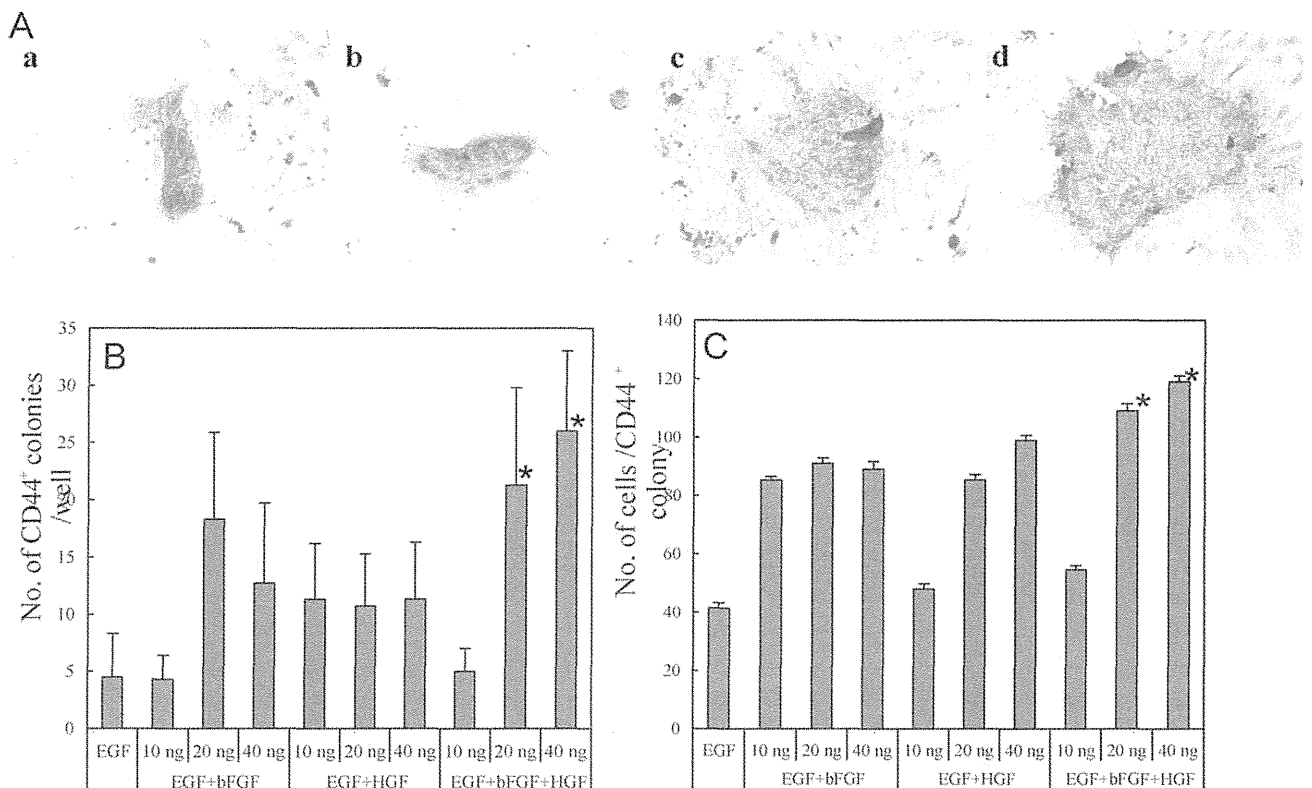 A
a
b
c
d
B
No. of CD44+ colonies
/well
35
30
25
20
15
10
5
0
*
*
EGF
10 ng
20 ng
40 ng
10 ng
20 ng
40 ng
10 ng
20 ng
40 ng
EGF+bFGF
EGF+HGF
EGF+bFGF+HGF
C
No. of cells /CD44+
colony
140
120
100
80
60
40
20
0
*
*
EGF
10 ng
20 ng
40 ng
10 ng
20 ng
40 ng
10 ng
20 ng
40 ng
EGF+bFGF
EGF+HGF
EGF+bFGF+HGF